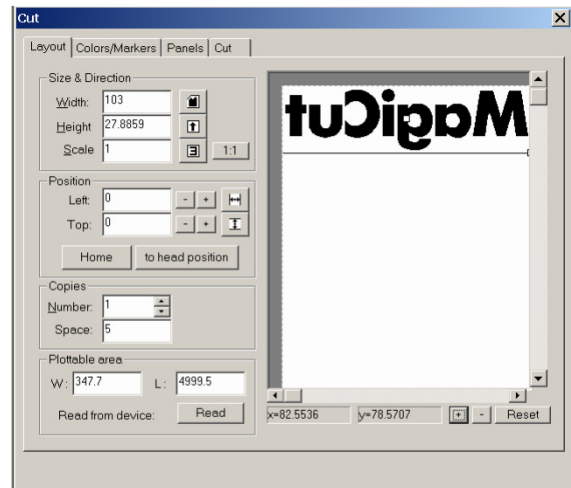 Cut
Layout Colors/Markers Panels Cut
Size & Direction
Width: 103
Height 27.8859
Scale 1 1:1
Position
Left: 0 - + 
Top: 0 - +
Home to head position
Copies
Number: 1
Space: 5
Plottable area
W: 347.7 L: 4999.5
Read from device: Read
MagiCut
x=82.5536 y=78.5707 + - Reset